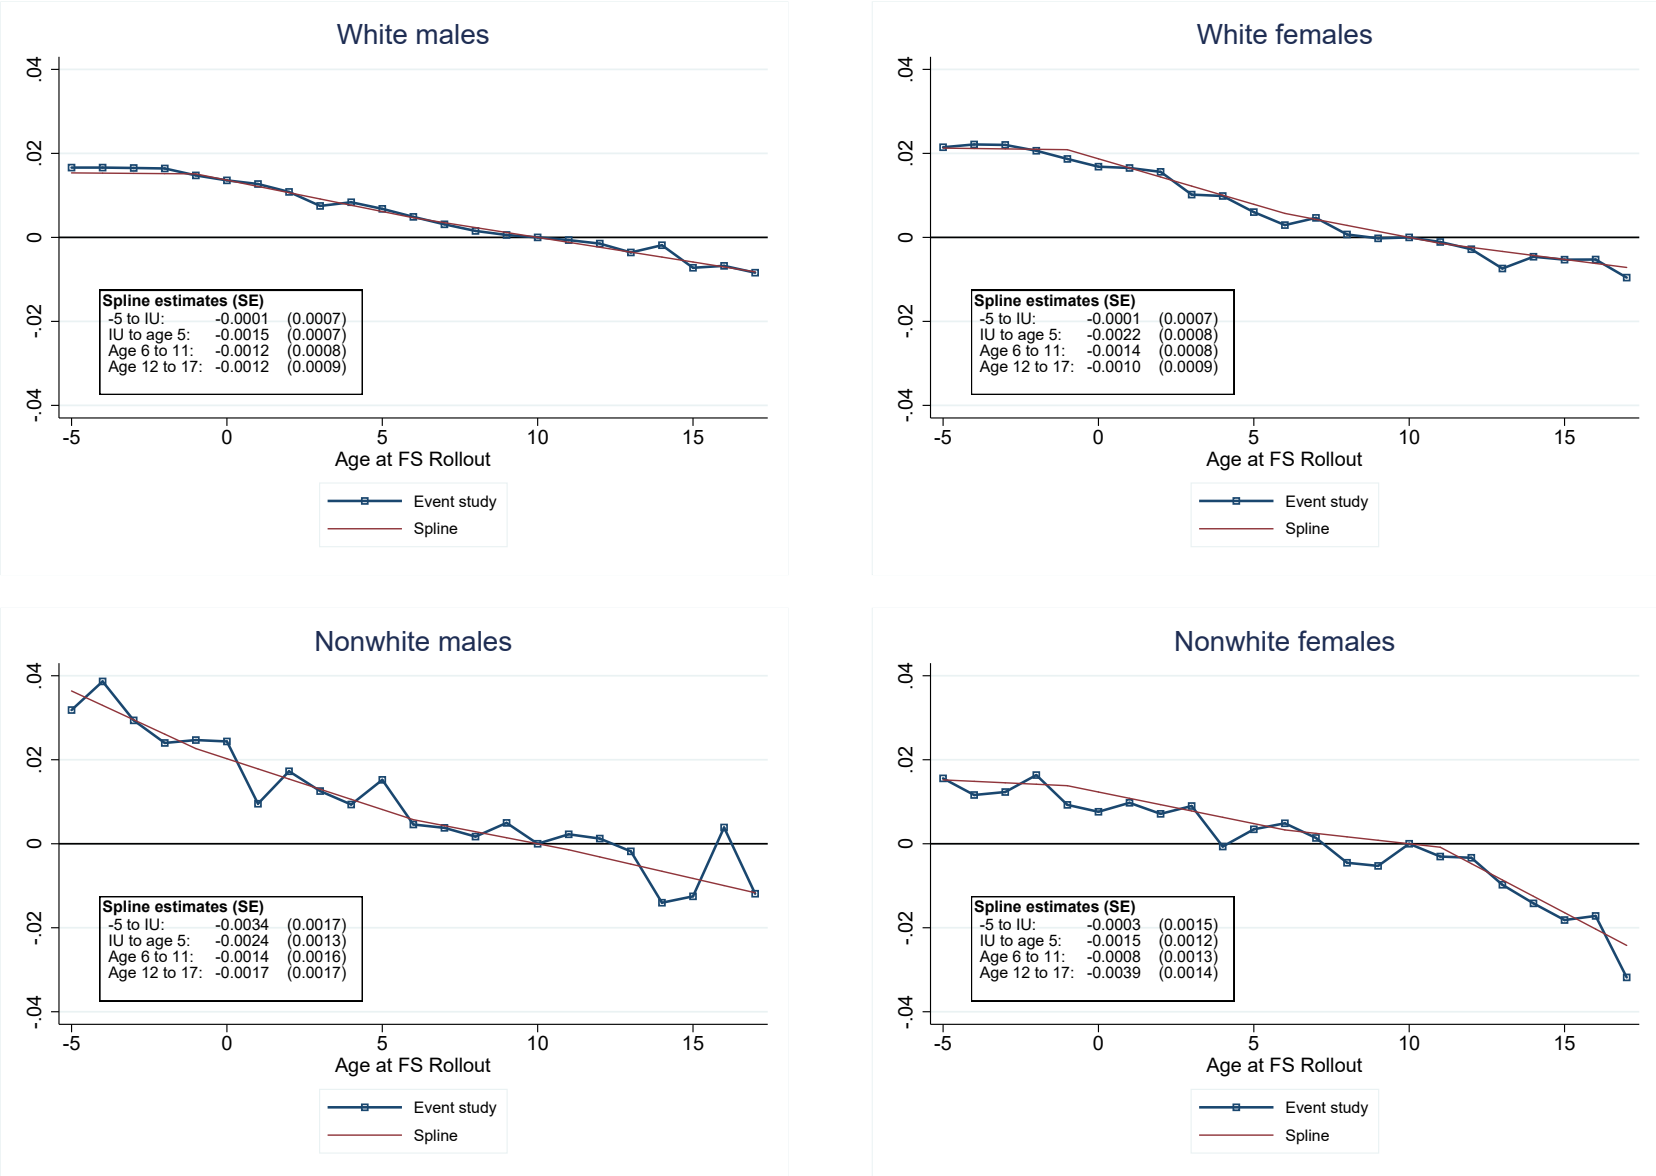 White males
.04
.02
0
-.02
-.04
Spline estimates (SE)
-5 to IU: -0.0001 (0.0007)
IU to age 5: -0.0015 (0.0007)
Age 6 to 11: -0.0012 (0.0008)
Age 12 to 17: -0.0012 (0.0009)
-5 0 5 10 15
Age at FS Rollout
Event study
Spline
White females
.04
.02
0
-.02
-.04
Spline estimates (SE)
-5 to IU: -0.0001 (0.0007)
IU to age 5: -0.0022 (0.0008)
Age 6 to 11: -0.0014 (0.0008)
Age 12 to 17: -0.0010 (0.0009)
-5 0 5 10 15
Age at FS Rollout
Event study
Spline
Nonwhite males
.04
.02
0
-.02
-.04
Spline estimates (SE)
-5 to IU: -0.0034 (0.0017)
IU to age 5: -0.0024 (0.0013)
Age 6 to 11: -0.0014 (0.0016)
Age 12 to 17: -0.0017 (0.0017)
-5 0 5 10 15
Age at FS Rollout
Event study
Spline
Nonwhite females
.04
.02
0
-.02
-.04
Spline estimates (SE)
-5 to IU: -0.0003 (0.0015)
IU to age 5: -0.0015 (0.0012)
Age 6 to 11: -0.0008 (0.0013)
Age 12 to 17: -0.0039 (0.0014)
-5 0 5 10 15
Age at FS Rollout
Event study
Spline